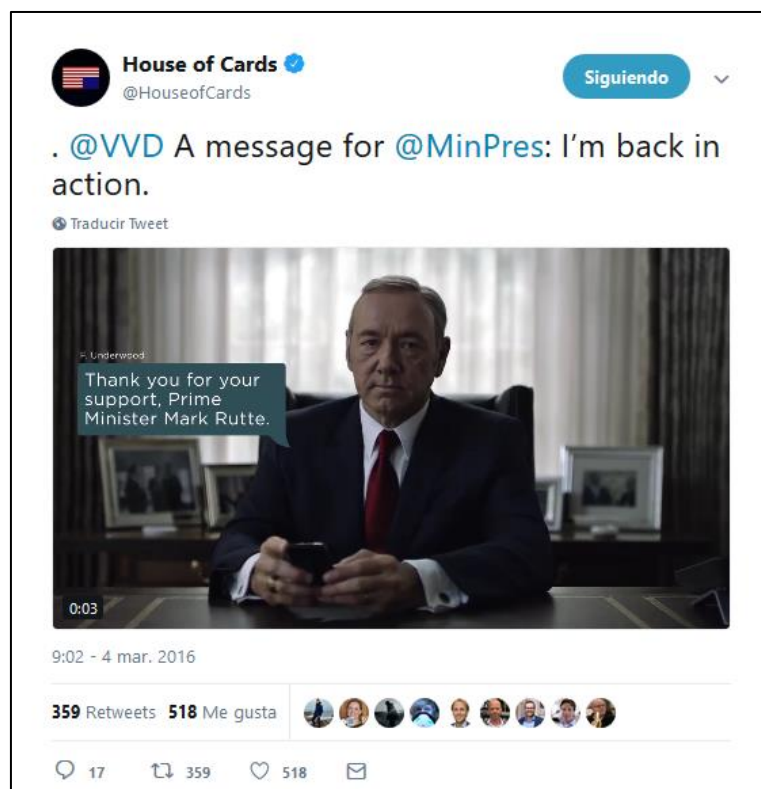 House of Cards
@HouseofCards
Siguiendo
. @VVD A message for @MinPres: I'm back in
action.
Traducir Tweet
F. Underwood
Thank you for your
support, Prime
Minister Mark Rutte.
0:03
9:02 - 4 mar. 2016
359 Retweets 518 Me gusta
17 359 518